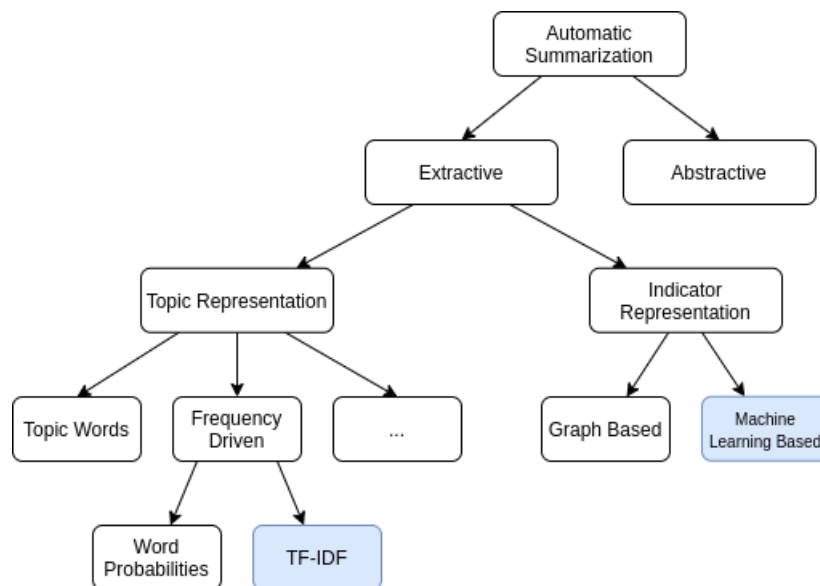 Automatic
Summarization
Extractive
Abstractive
Topic Representation
Indicator
Representation
Topic Words
Frequency
Driven
...
Graph Based
Machine
Learning Based
Word
Probabilities
TF-IDF